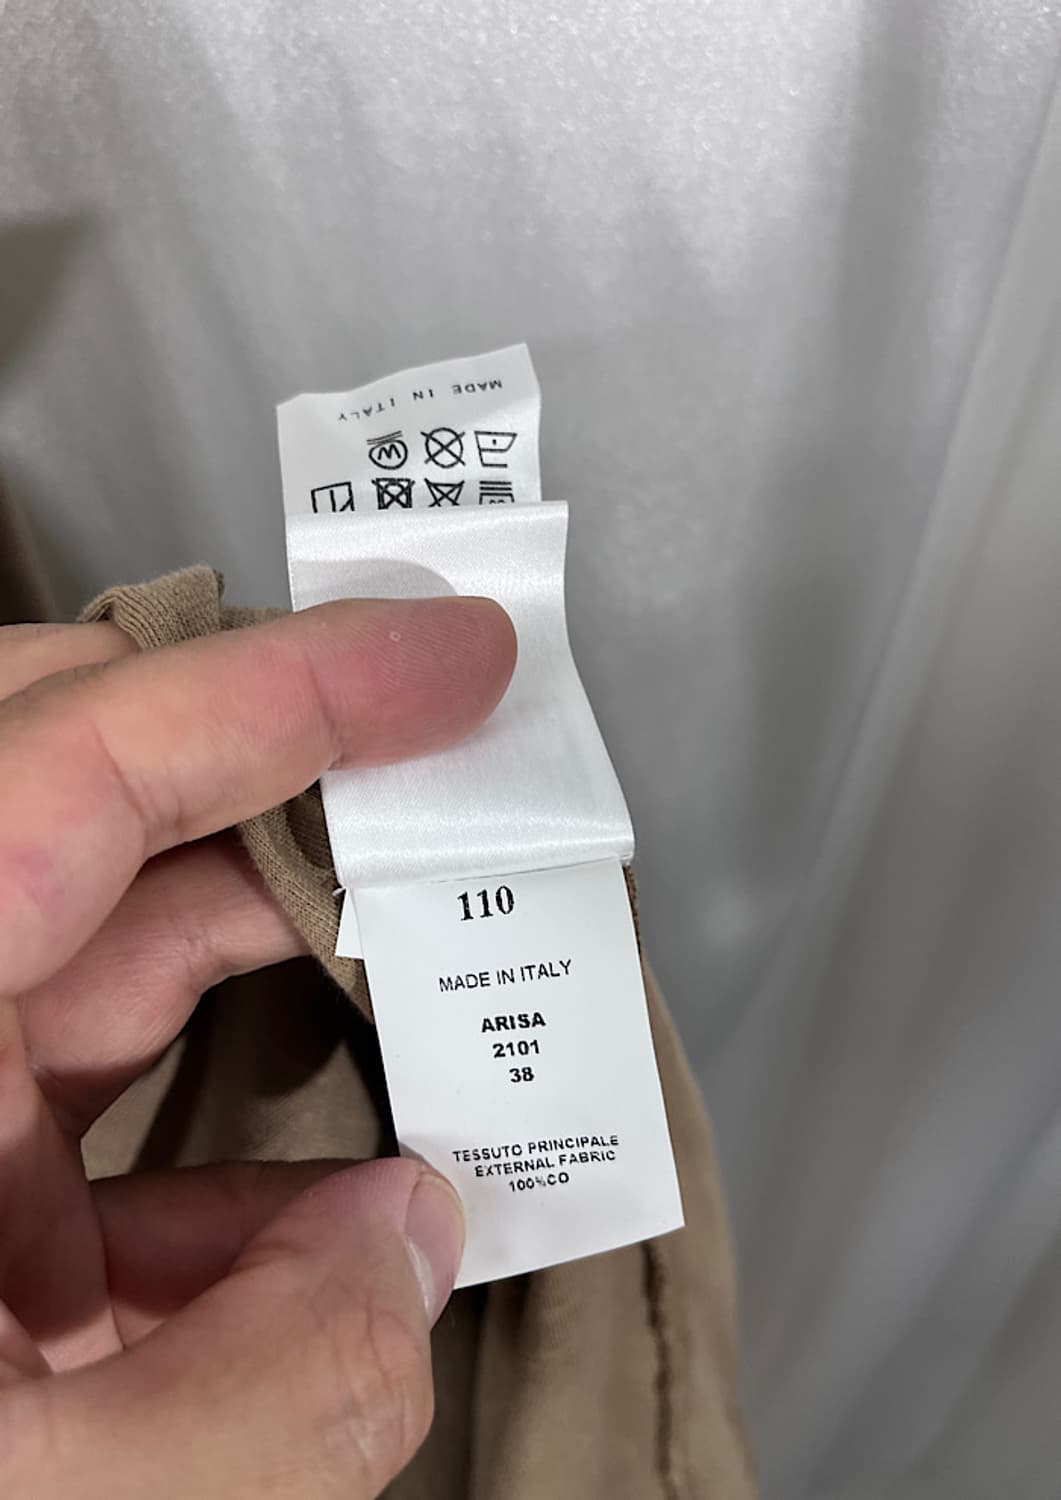 MADE IN ITALY
W
110
MADE IN ITALY
ARISA
2101
38
TESSUTO PRINCIPALE
EXTERNAL FABRIC
100%CO